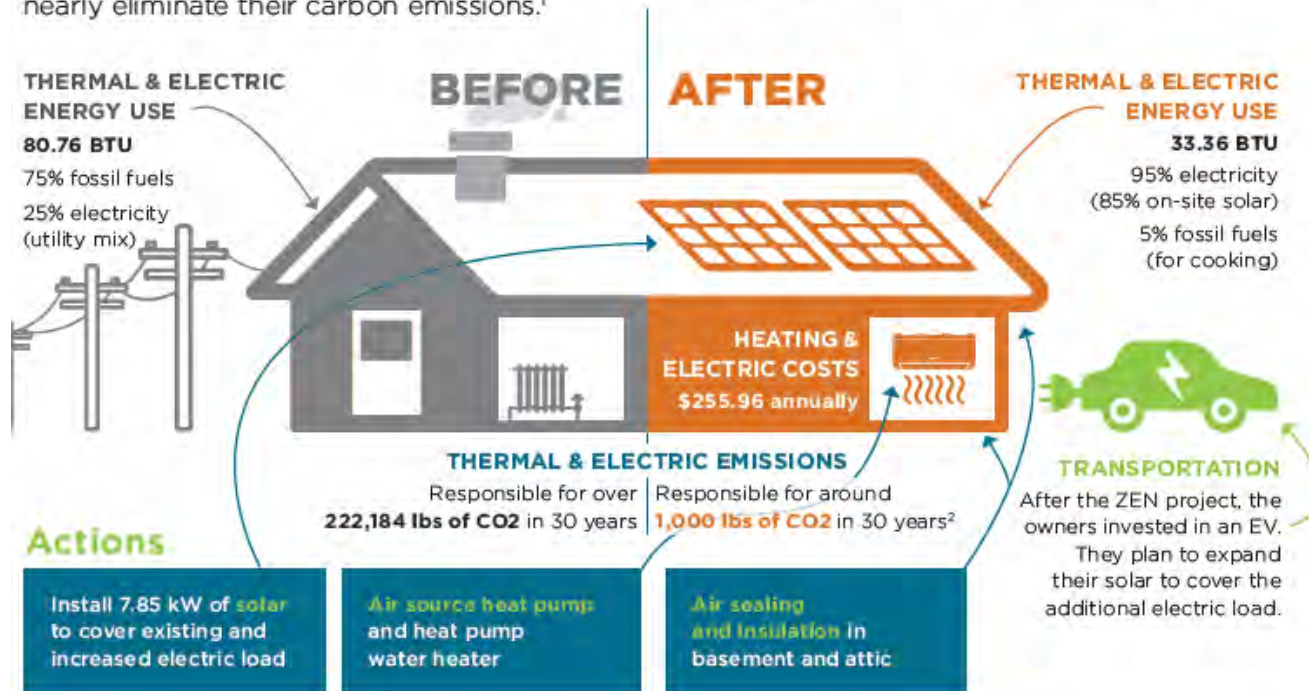 nearly eliminate their carbon emissions.¹
THERMAL & ELECTRIC
ENERGY USE
80.76 BTU
75% fossil fuels
25% electricity
(utility mix)
BEFORE
AFTER
THERMAL & ELECTRIC
ENERGY USE
33.36 BTU
95% electricity
(85% on-site solar)
5% fossil fuels
(for cooking)
HEATING &
ELECTRIC COSTS
$255.96 annually
THERMAL & ELECTRIC EMISSIONS
Responsible for over
222,184 lbs of CO2 in 30 years
Responsible for around
1,000 lbs of CO2 in 30 years²
TRANSPORTATION
After the ZEN project, the
owners invested in an EV.
They plan to expand
their solar to cover the
additional electric load.
Actions
Install 7.85 kW of solar
to cover existing and
increased electric load
Air source heat pump
and heat pump
water heater
Air sealing
and insulation in
basement and attic